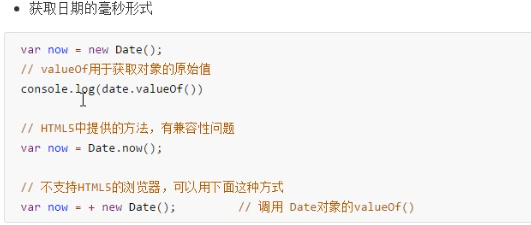 获取日期的毫秒形式
var now = new Date();
// valueOf用于获取对象的原始值
console.log(date.valueOf())
// HTML5中提供的方法，有兼容性问题
var now = Date.now();
// 不支持HTML5的浏览器，可以用下面这种方式
var now = + new Date(); // 调用 Date对象的valueOf()